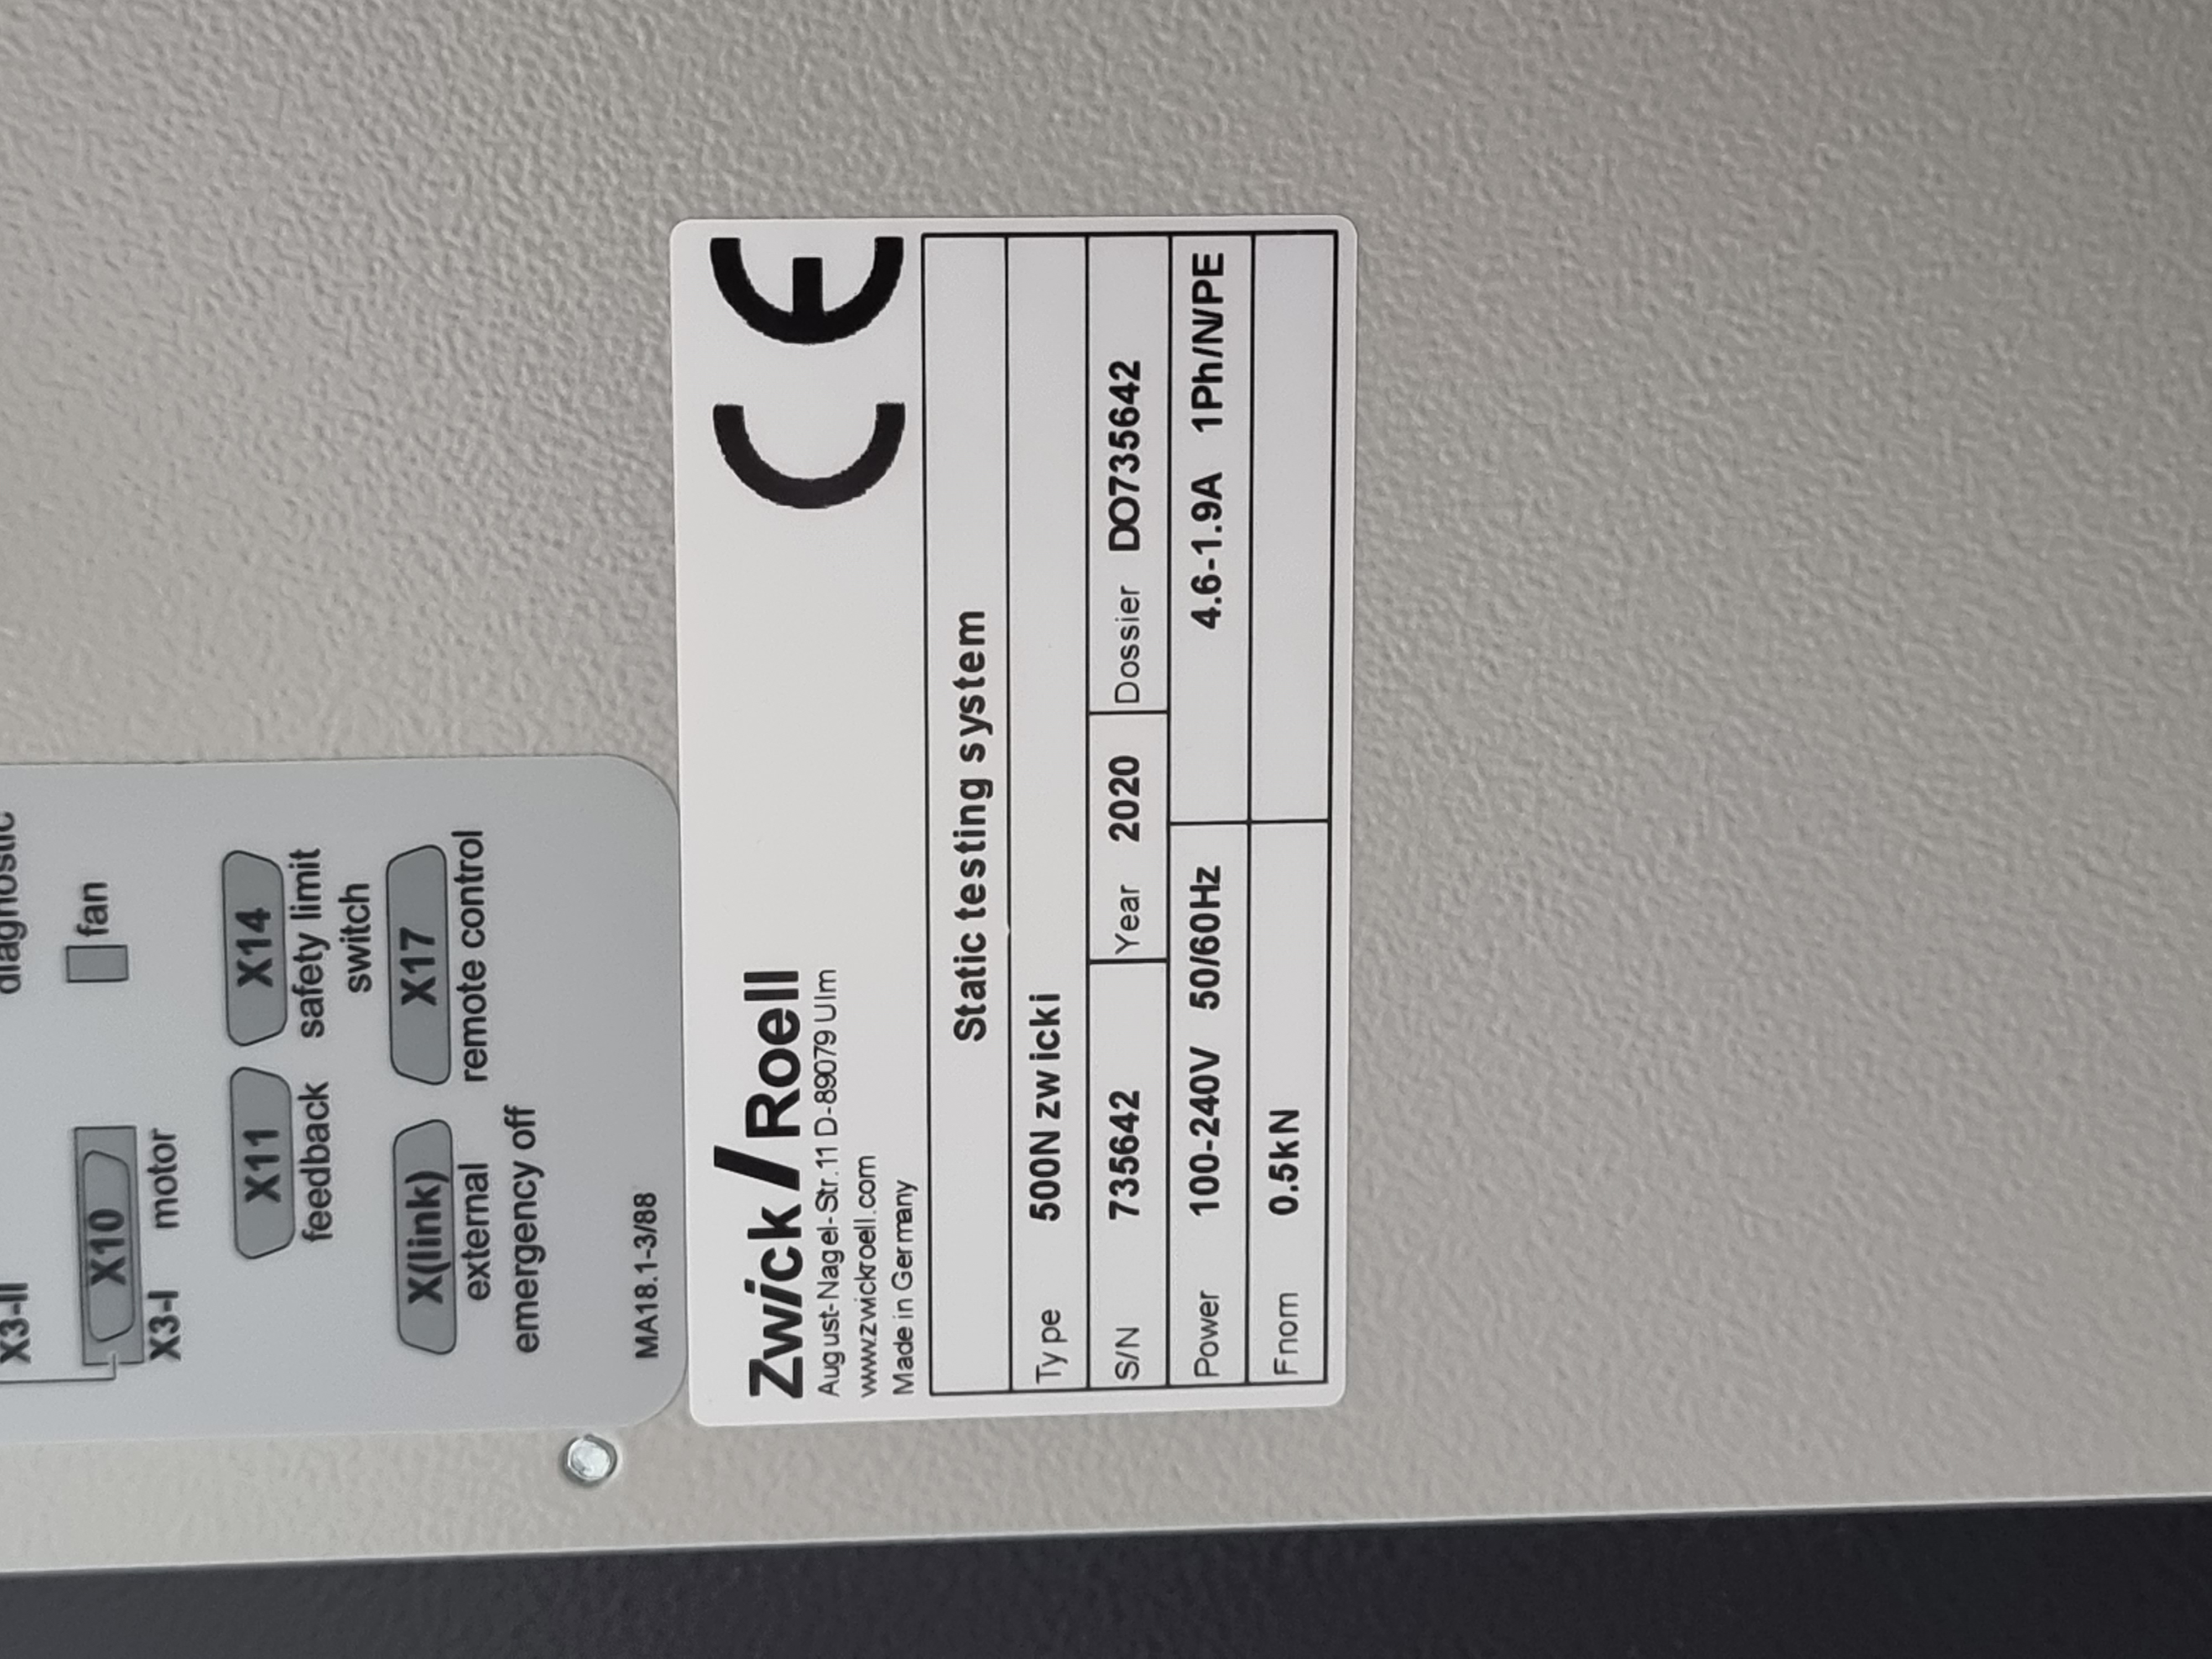 diagnostic
X3-II
fan
X10
X3-I motor
X11 X14
feedback safety limit
switch
X(link) X17
external remote control
emergency off
MA18.1-3/88
Zwick/Roell CE
August-Nagel-Str.11 D-89079 Ulm
www.zwickroell.com
Made in Germany
Static testing system
Type 500N zwicki
S/N 735642 Year 2020 Dossier DO735642
Power 100-240V 50/60Hz 4.6-1.9A 1Ph/N/PE
Fnom 0.5kN